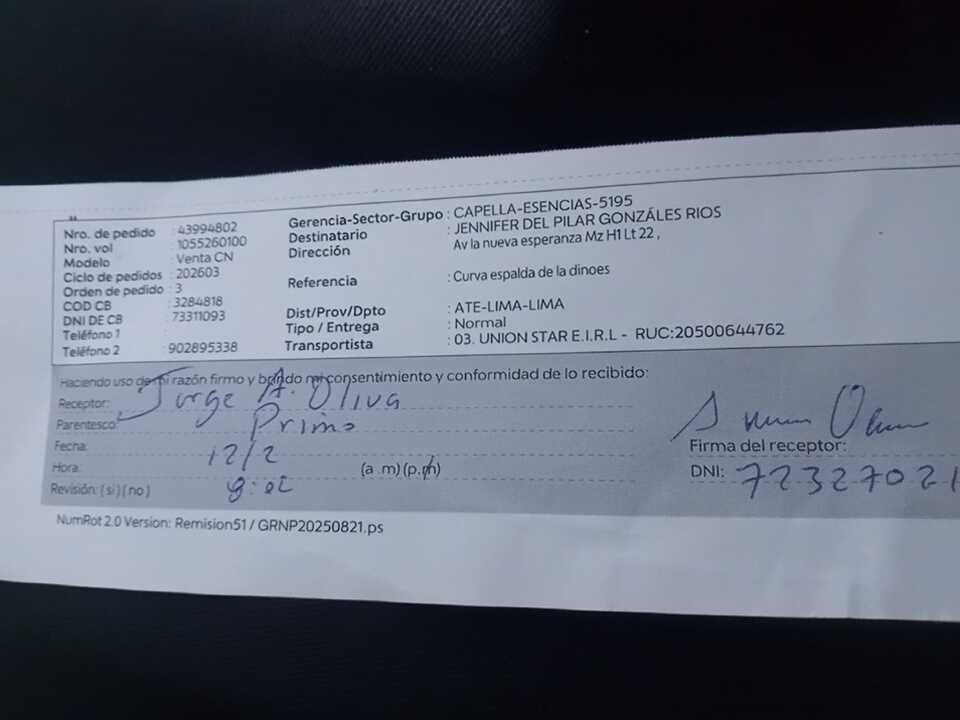 Nro. de pedido : 43994802
Nro. vol : 1055260100
Modelo : Venta CN
Ciclo de pedidos : 202603
Orden de pedido : 3
COD CB : 3284818
DNI DE CB : 73311093
Teléfono 1 :
Teléfono 2 : 902895338
Gerencia-Sector-Grupo : CAPELLA-ESENCIAS-5195
Destinatario : JENNIFER DEL PILAR GONZÁLES RIOS
Dirección Av la nueva esperanza Mz H1 Lt 22 ,
Referencia : Curva espalda de la dinoes
Dist/Prov/Dpto : ATE-LIMA-LIMA
Tipo / Entrega : Normal
Transportista : 03. UNION STAR E.I.R.L - RUC:20500644762
Haciendo uso de mi razón firmo y brindo mi consentimiento y conformidad de lo recibido:
Receptor: Jorge A. Oliva
Parentesco: Primo
Fecha: 12/2
Hora: (a .m) (p.m)
Revisión: ( si ) ( no )
Firma del receptor:
DNI: 72327021
NumRot 2.0 Version: Remision51 / GRNP20250821.ps